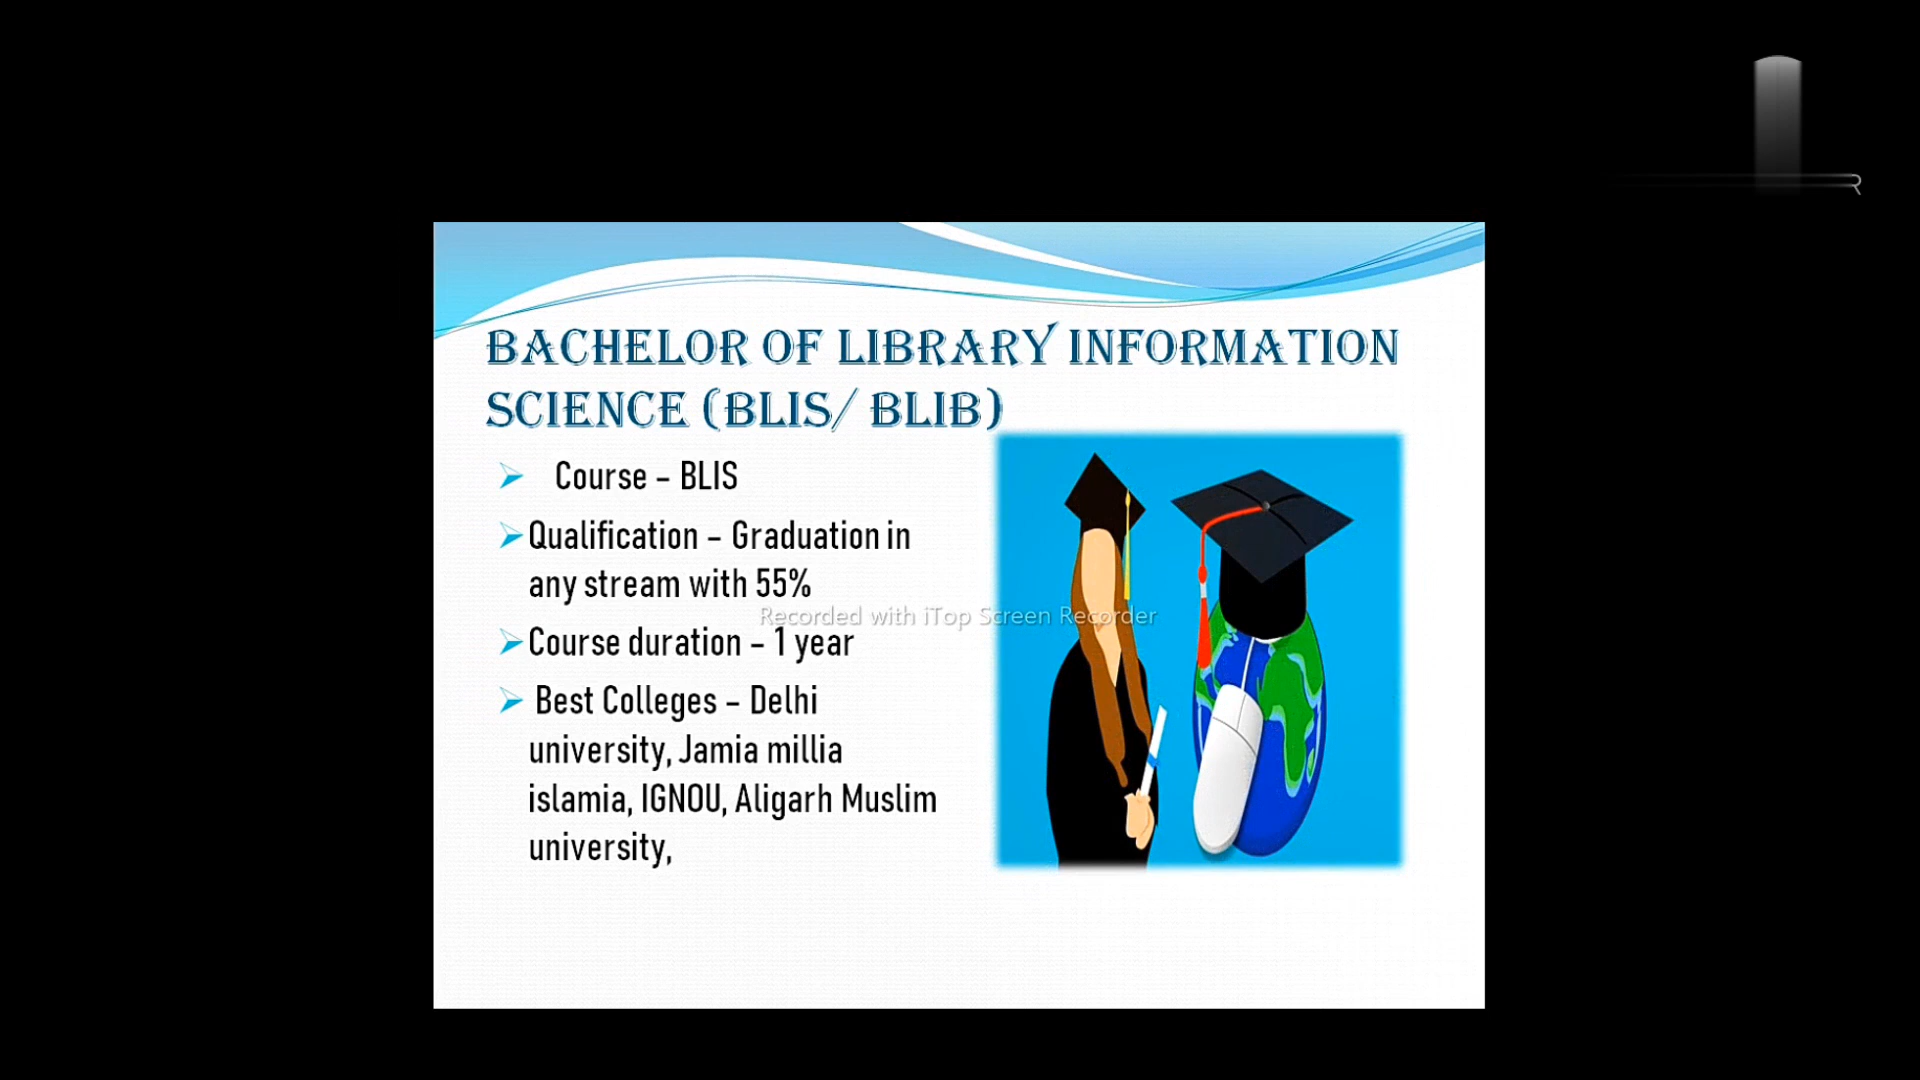 BACHELOR OF LIBRARY INFORMATION
SCIENCE (BLIS/ BLIB)
Course – BLIS
Qualification – Graduation in
any stream with 55%
Recorded with iTop Screen Recorder
Course duration – 1 year
Best Colleges – Delhi
university, Jamia millia
islamia, IGNOU, Aligarh Muslim
university,